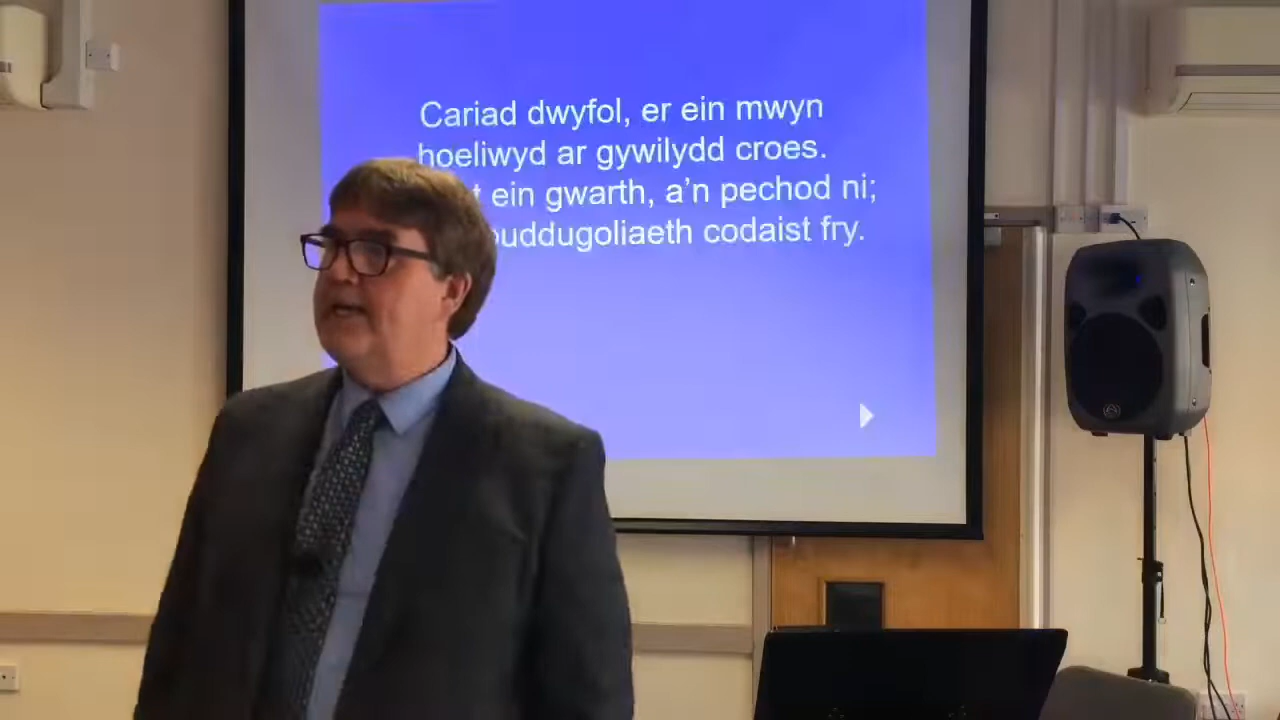 Cariad dwyfol, er ein mwyn
hoeliwyd ar gywilydd croes.
ein gwarth, a'n pechod ni;
codaist fry.